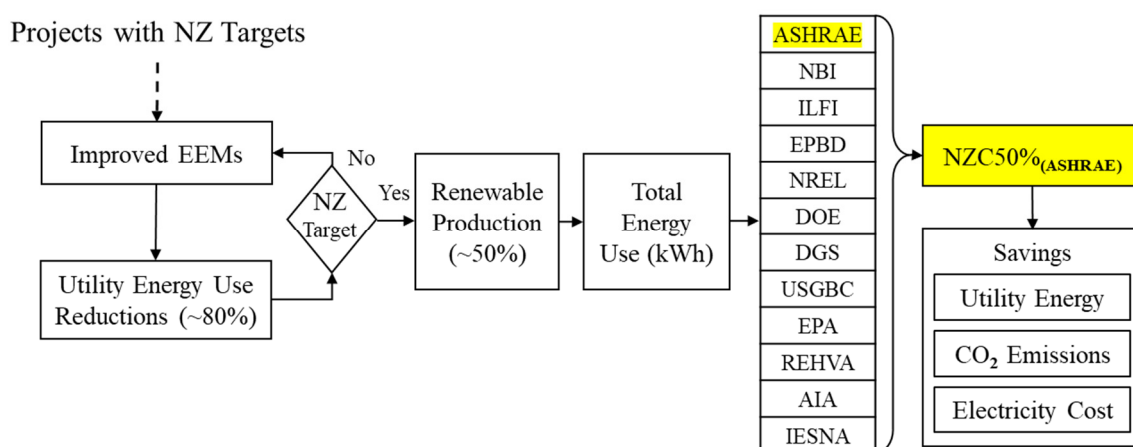 Projects with NZ Targets
Improved EEMs
Utility Energy Use
Reductions (~80%)
No
NZ
Target
Yes
Renewable
Production
(~50%)
Total
Energy
Use (kWh)
ASHRAE
NBI
ILFI
EPBD
NREL
DOE
DGS
USGBC
EPA
REHVA
AIA
IESNA
NZC50%(ASHRAE)
Savings
Utility Energy
CO₂ Emissions
Electricity Cost